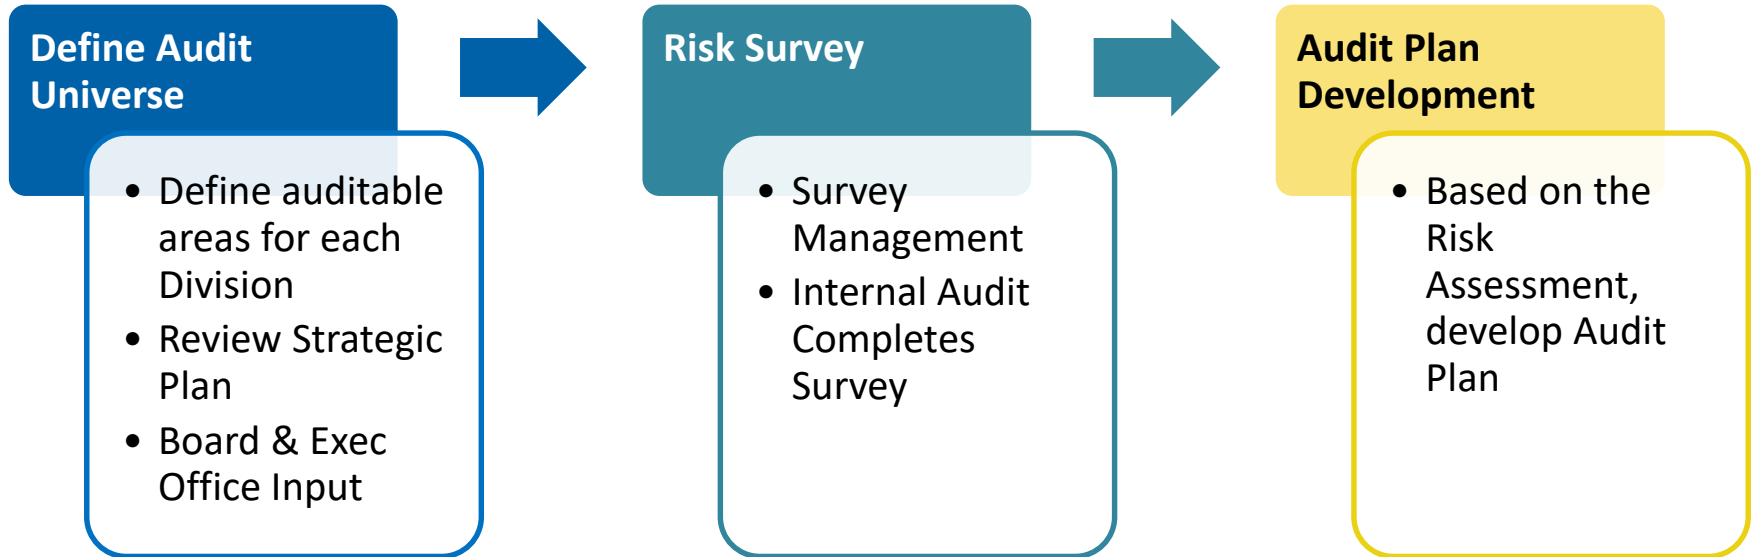 Define Audit
Universe
• Define auditable
areas for each
Division
• Review Strategic
Plan
• Board & Exec
Office Input
Risk Survey
• Survey
Management
• Internal Audit
Completes
Survey
Audit Plan
Development
• Based on the
Risk
Assessment,
develop Audit
Plan